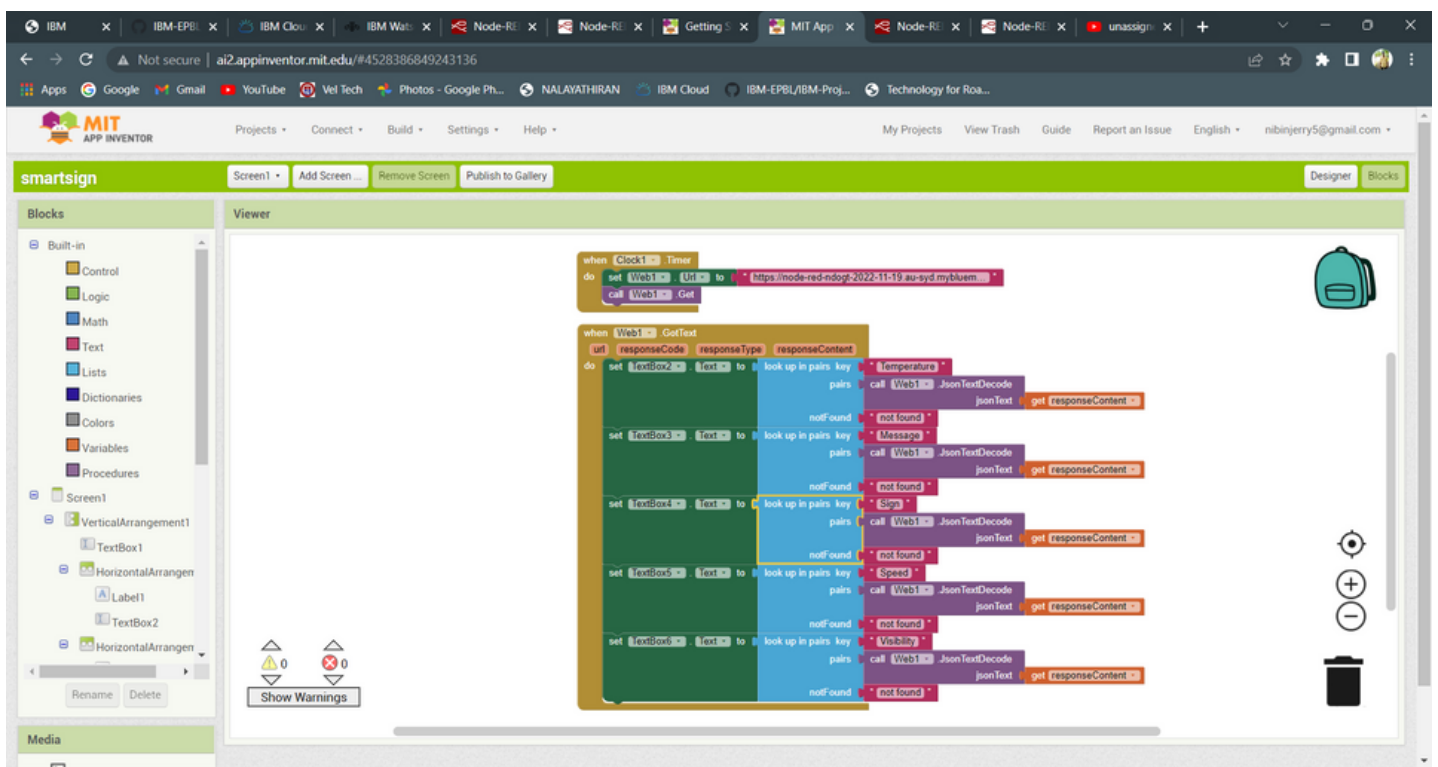 IBM IBM-EPBL IBM Clou IBM Wats Node-RE Node-RE Getting S MIT App Node-RE Node-RE unassign
Not secure ai2.appinventor.mit.edu/#4528386849243136
Apps Google Gmail YouTube Vel Tech Photos - Google Ph... NALAYATHIRAN IBM Cloud IBM-EPBL/IBM-Proj... Technology for Roa...
MIT APP INVENTOR Projects Connect Build Settings Help My Projects View Trash Guide Report an Issue English nibinjerry5@gmail.com
smartsign Screen1 Add Screen ... Remove Screen Publish to Gallery Designer Blocks
Blocks Viewer
Built-in
Control
Logic
Math
Text
Lists
Dictionaries
Colors
Variables
Procedures
Screen1
VerticalArrangement1
TextBox1
HorizontalArrangen
Label1
TextBox2
HorizontalArrangen
Rename Delete
Media
when Clock1 .Timer
do set Web1 . Url to " https://node-red-ndogt-2022-11-19.au-syd.mybluem... "
call Web1 .Get
when Web1 .GotText
url responseCode responseType responseContent
do set TextBox2 . Text to look up in pairs key " Temperature "
pairs call Web1 .JsonTextDecode
jsonText get responseContent
notFound " not found "
set TextBox3 . Text to look up in pairs key " Message "
pairs call Web1 .JsonTextDecode
jsonText get responseContent
notFound " not found "
set TextBox4 . Text to look up in pairs key " Sign "
pairs call Web1 .JsonTextDecode
jsonText get responseContent
notFound " not found "
set TextBox5 . Text to look up in pairs key " Speed "
pairs call Web1 .JsonTextDecode
jsonText get responseContent
notFound " not found "
set TextBox6 . Text to look up in pairs key " Visibility "
pairs call Web1 .JsonTextDecode
jsonText get responseContent
notFound " not found "
0 0
Show Warnings